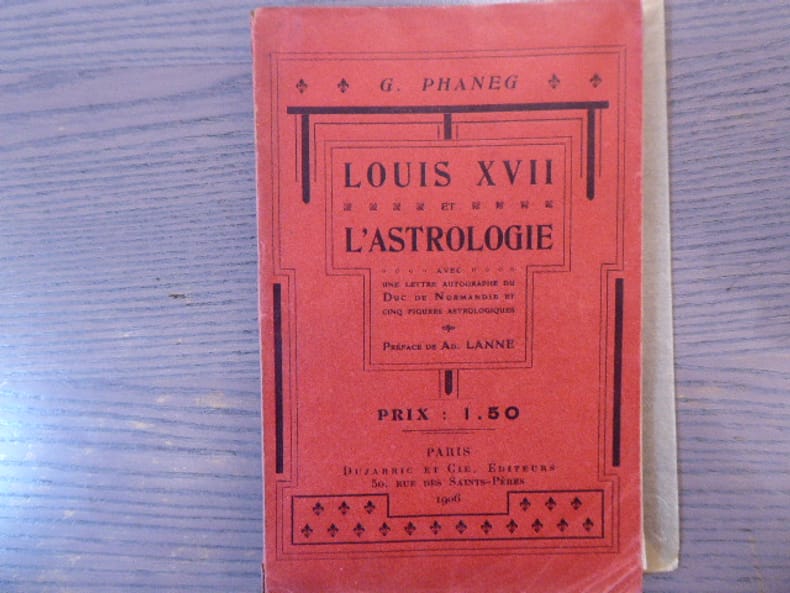 G. PHANEG
LOUIS XVII
ET
L'ASTROLOGIE
AVEC
UNE LETTRE AUTOGRAPHE DU
DUC DE NORMANDIE ET
CINQ FIGURES ASTROLOGIQUES
PRÉFACE DE AD. LANNE
PRIX : 1.50
PARIS
DUJARRIC ET CIE, ÉDITEURS
50, RUE DES SAINTS-PÈRES
1906